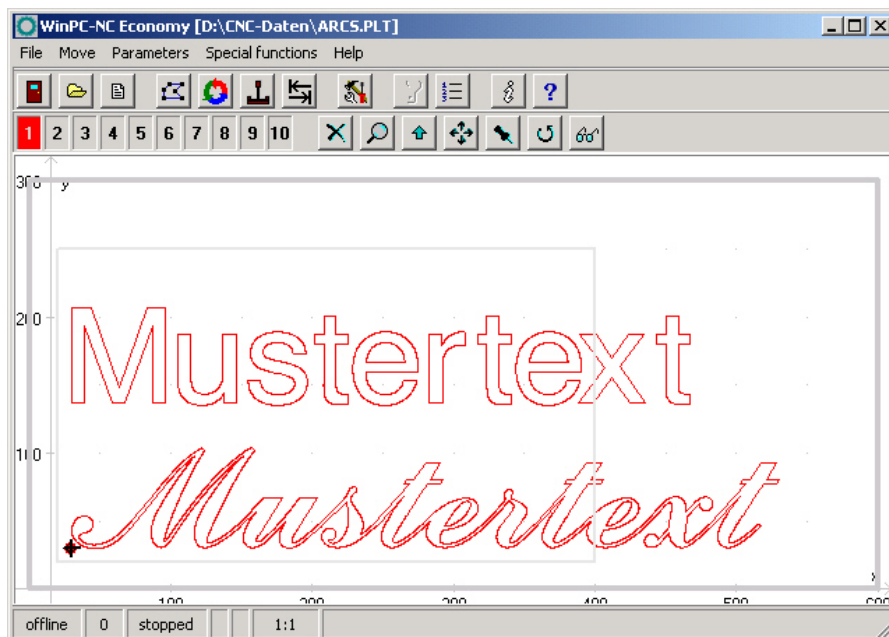 WinPC-NC Economy [D:\CNC-Daten\ARCS.PLT]
File Move Parameters Special functions Help
1 2 3 4 5 6 7 8 9 10
300 y
200
Mustertext
100
Mustertext
x
100 200 300 400 500 600
offline 0 stopped 1:1